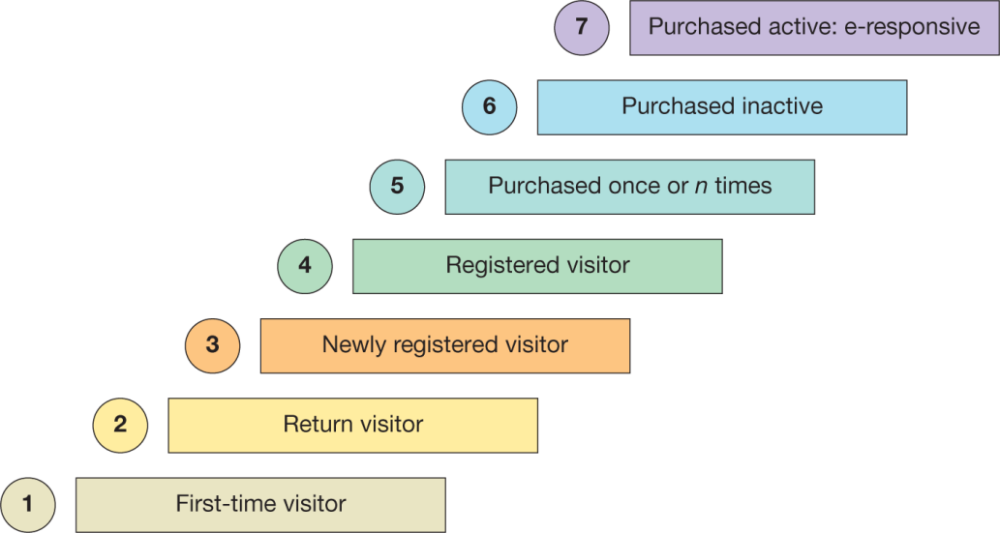 7 Purchased active: e-responsive
6 Purchased inactive
5 Purchased once or n times
4 Registered visitor
3 Newly registered visitor
2 Return visitor
1 First-time visitor